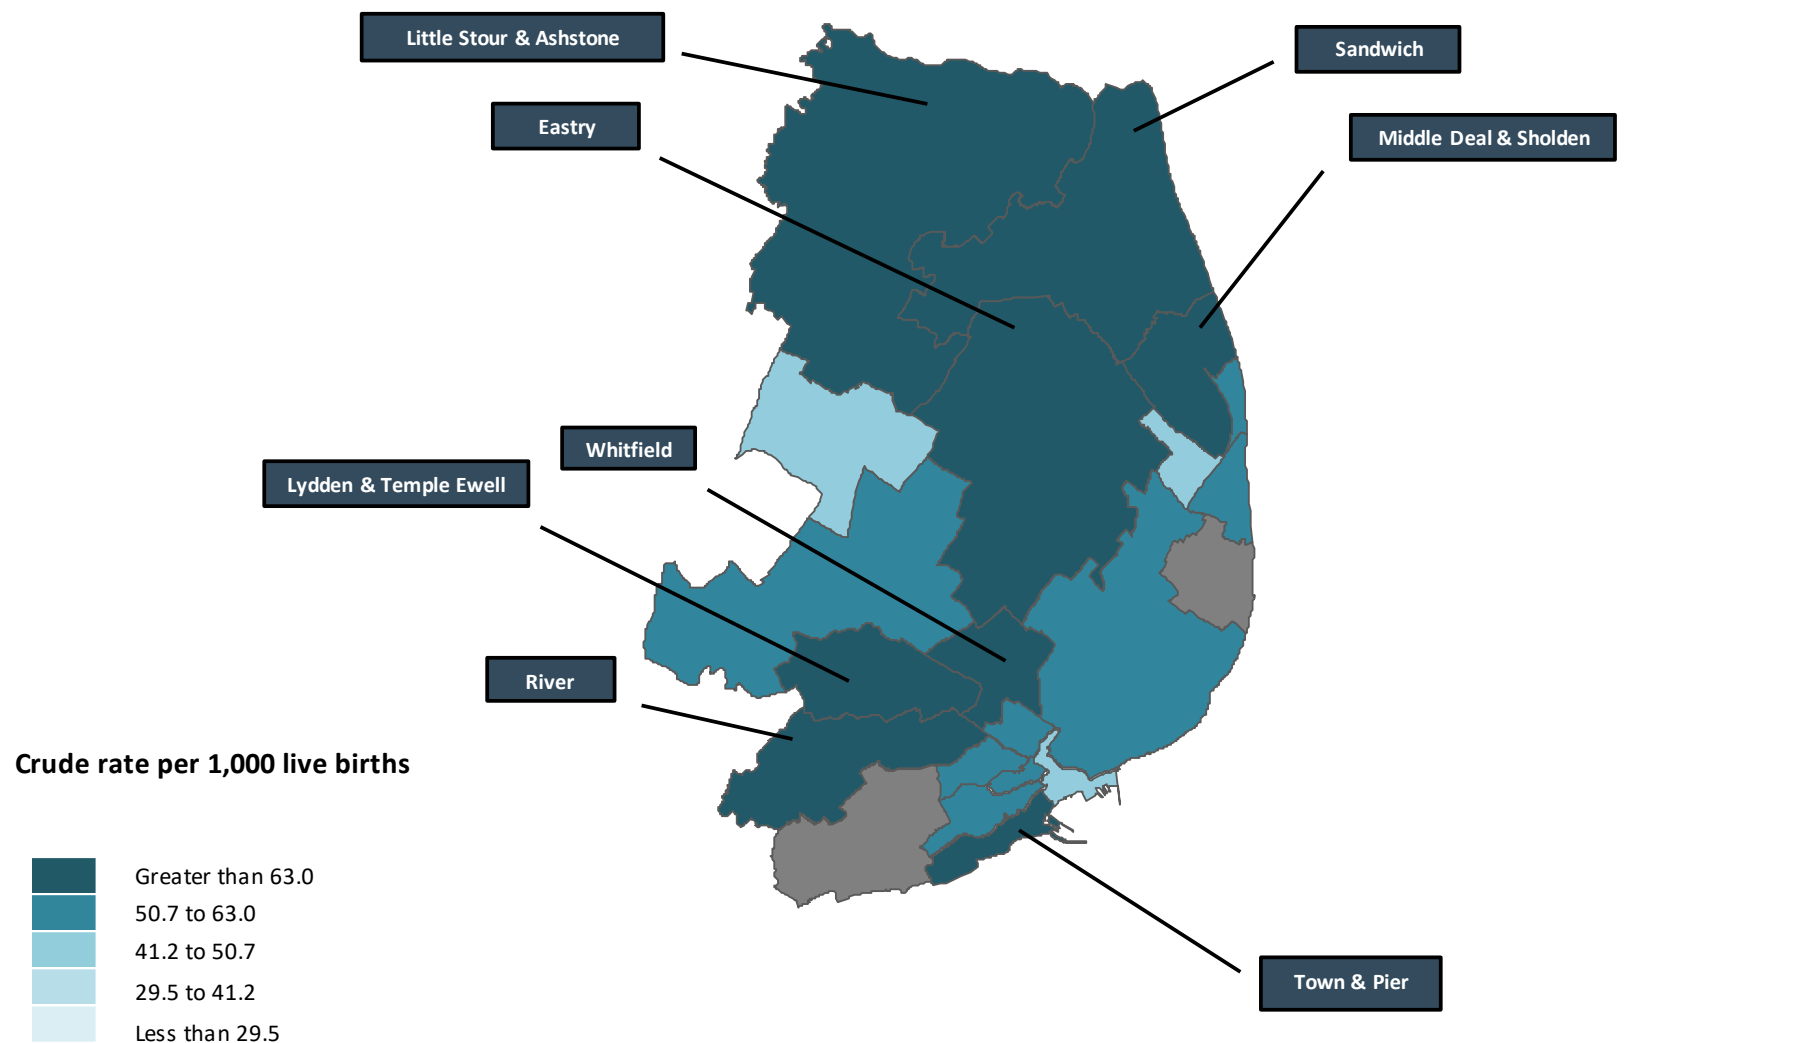 Little Stour & Ashstone
Sandwich
Eastry
Middle Deal & Sholden
Whitfield
Lydden & Temple Ewell
River
Crude rate per 1,000 live births
Greater than 63.0
50.7 to 63.0
41.2 to 50.7
29.5 to 41.2
Less than 29.5
Town & Pier